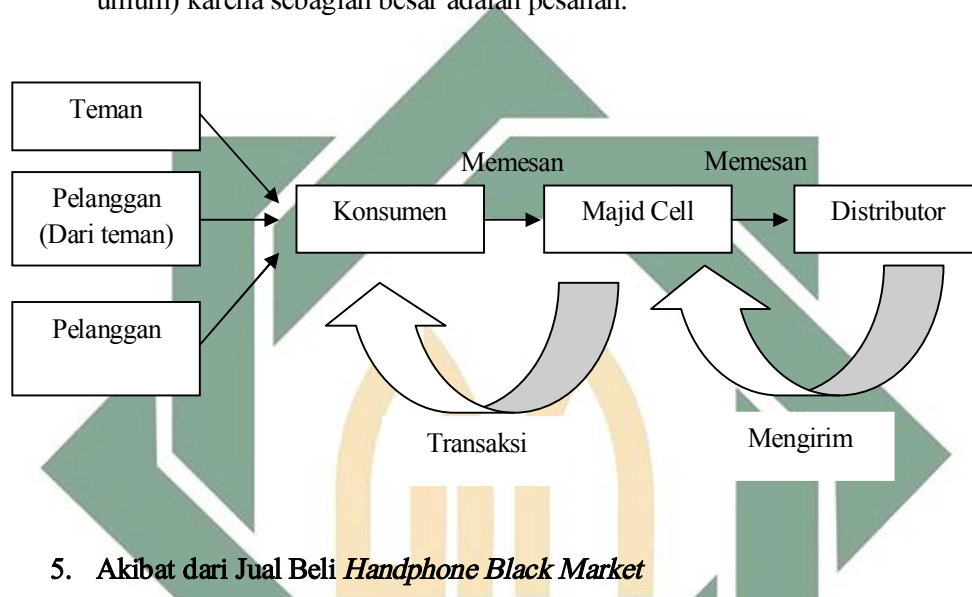 umum) karena sebagian besar adalah pesanan.
Teman
Pelanggan
(Dari teman)
Pelanggan
Memesan
Memesan
Konsumen
Majid Cell
Distributor
Transaksi
Mengirim
5. Akibat dari Jual Beli Handphone Black Market